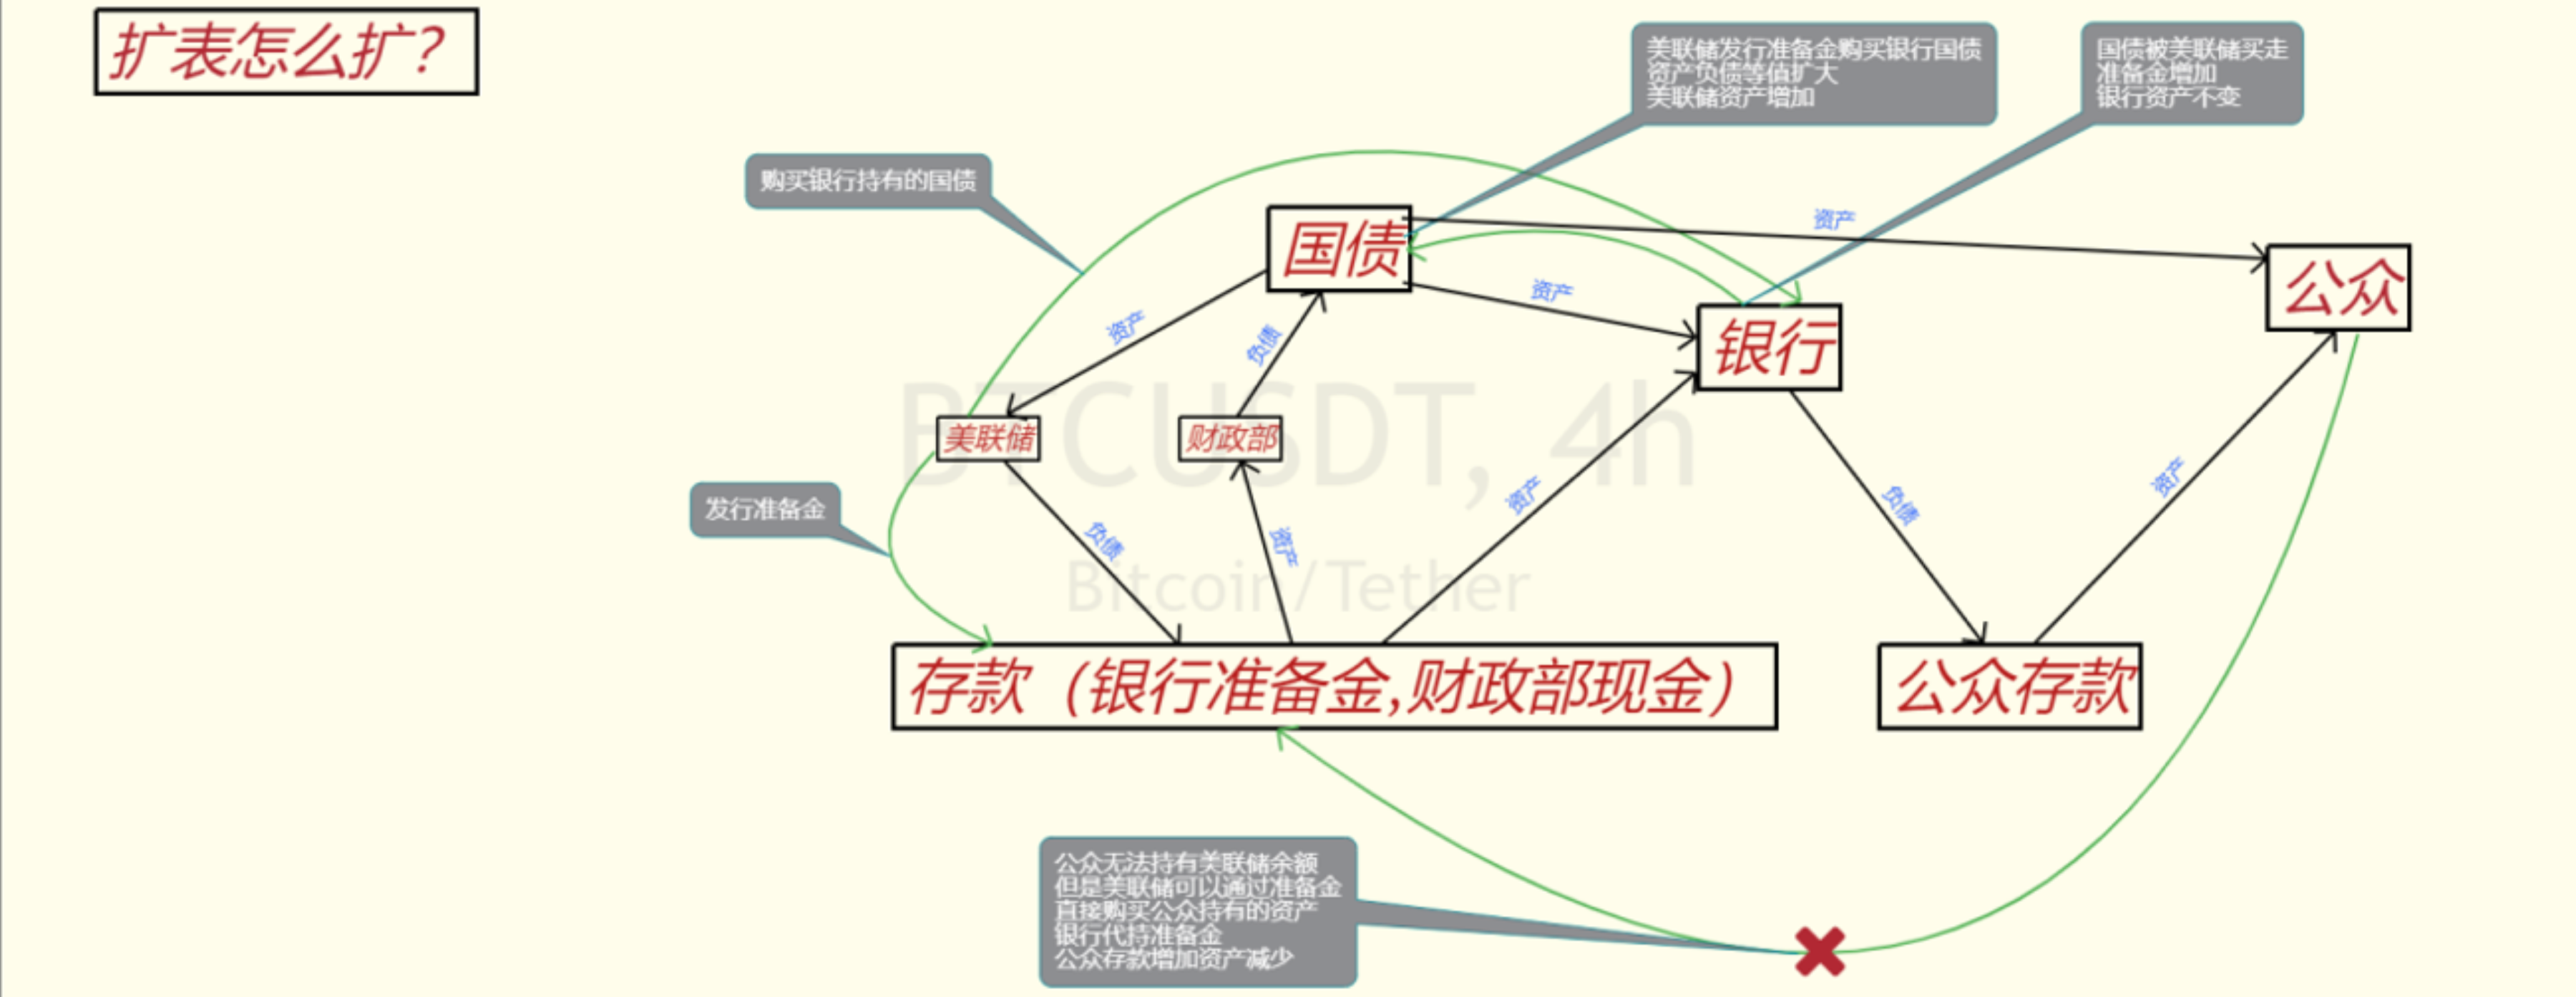 扩表怎么扩？
美联储发行准备金购买银行国债
资产负债等值扩大
美联储资产增加
国债被美联储买走
准备金增加
银行资产不变
购买银行持有的国债
国债
资产
公众
资产
银行
资产
负债
美联储
财政部
BTCUSDT, 4h
发行准备金
负债
资产
资产
负债
资产
Bitcoin / Tether
存款（银行准备金,财政部现金）
公众存款
公众无法持有美联储余额
但是美联储可以通过准备金
直接购买公众持有的资产
银行代持准备金
公众存款增加资产减少